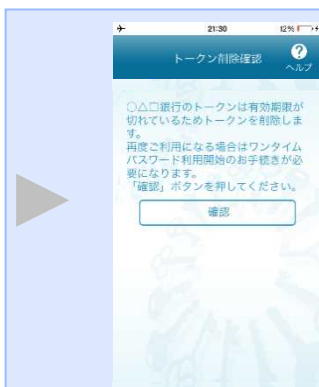 21:30
12%
トークン削除確認
?
ヘルプ
○△□銀行のトークンは有効期限が
切れているためトークンを削除しま
す。
再度ご利用になる場合はワンタイム
パスワード利用開始のお手続きが必
要になります。
「確認」ボタンを押してください。
確認